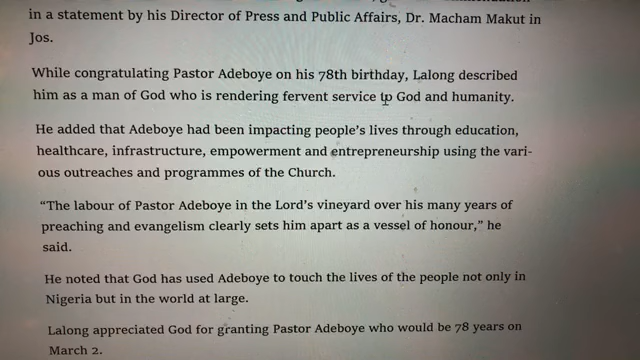 in a statement by his Director of Press and Public Affairs, Dr. Macham Makut in
Jos.
While congratulating Pastor Adeboye on his 78th birthday, Lalong described
him as a man of God who is rendering fervent service to God and humanity.
He added that Adeboye had been impacting people's lives through education,
healthcare, infrastructure, empowerment and entrepreneurship using the vari-
ous outreaches and programmes of the Church.
“The labour of Pastor Adeboye in the Lord's vineyard over his many years of
preaching and evangelism clearly sets him apart as a vessel of honour,” he
said.
He noted that God has used Adeboye to touch the lives of the people not only in
Nigeria but in the world at large.
Lalong appreciated God for granting Pastor Adeboye who would be 78 years on
March 2.